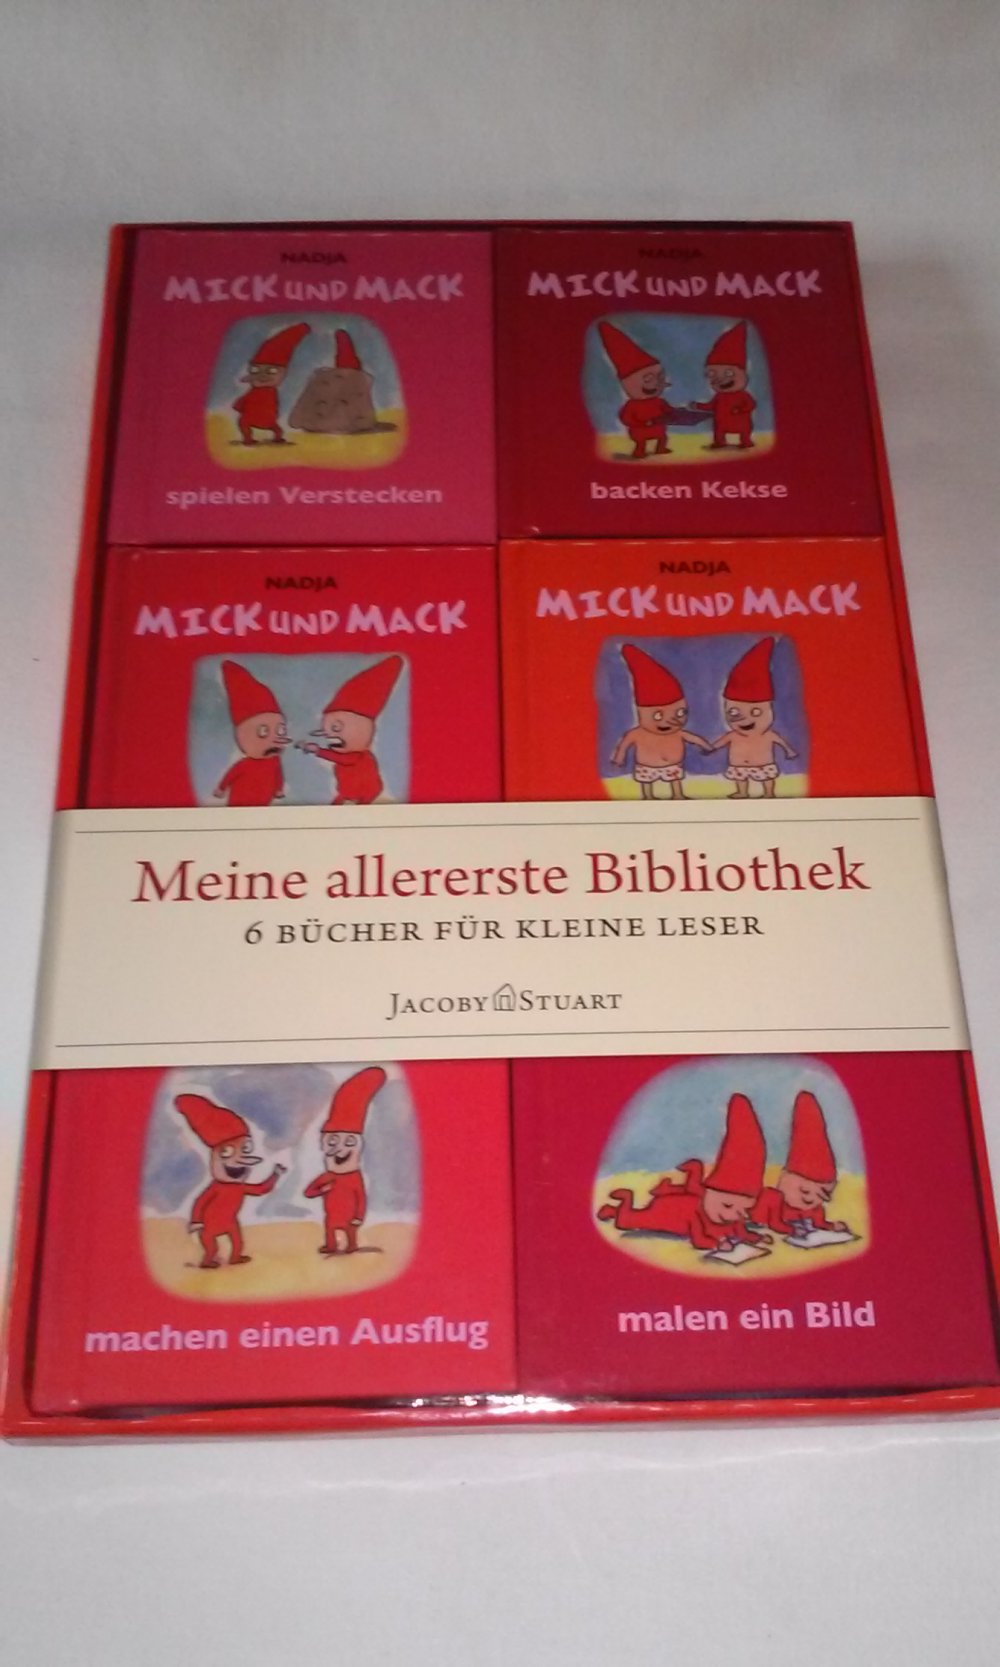 NADJA
MICK UND MACK
spielen Verstecken
NADJA
MICK UND MACK
backen Kekse
NADJA
MICK UND MACK
NADJA
MICK UND MACK
Meine allererste Bibliothek
6 BÜCHER FÜR KLEINE LESER
JACOBY STUART
machen einen Ausflug
malen ein Bild